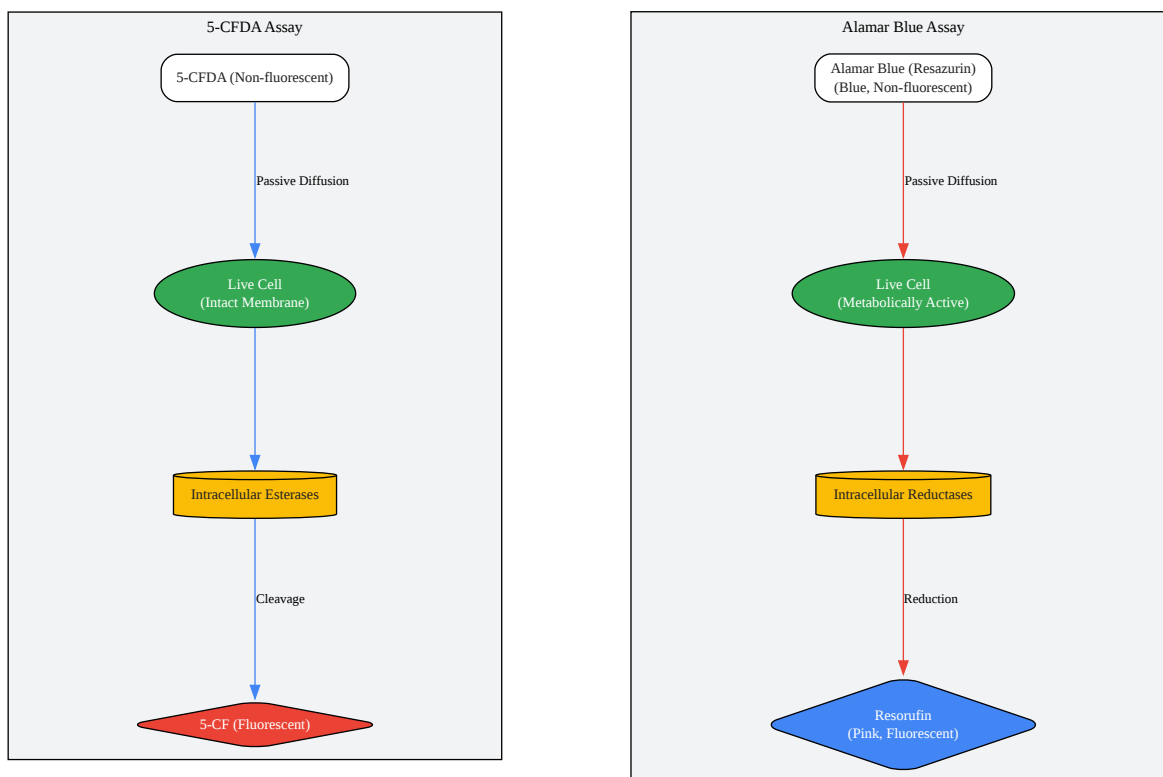 5-CFDA Assay
5-CFDA (Non-fluorescent)
Passive Diffusion
Live Cell
(Intact Membrane)
Intracellular Esterases
Cleavage
5-CF (Fluorescent)
Alamar Blue Assay
Alamar Blue (Resazurin)
(Blue, Non-fluorescent)
Passive Diffusion
Live Cell
(Metabolically Active)
Intracellular Reductases
Reduction
Resorufin
(Pink, Fluorescent)